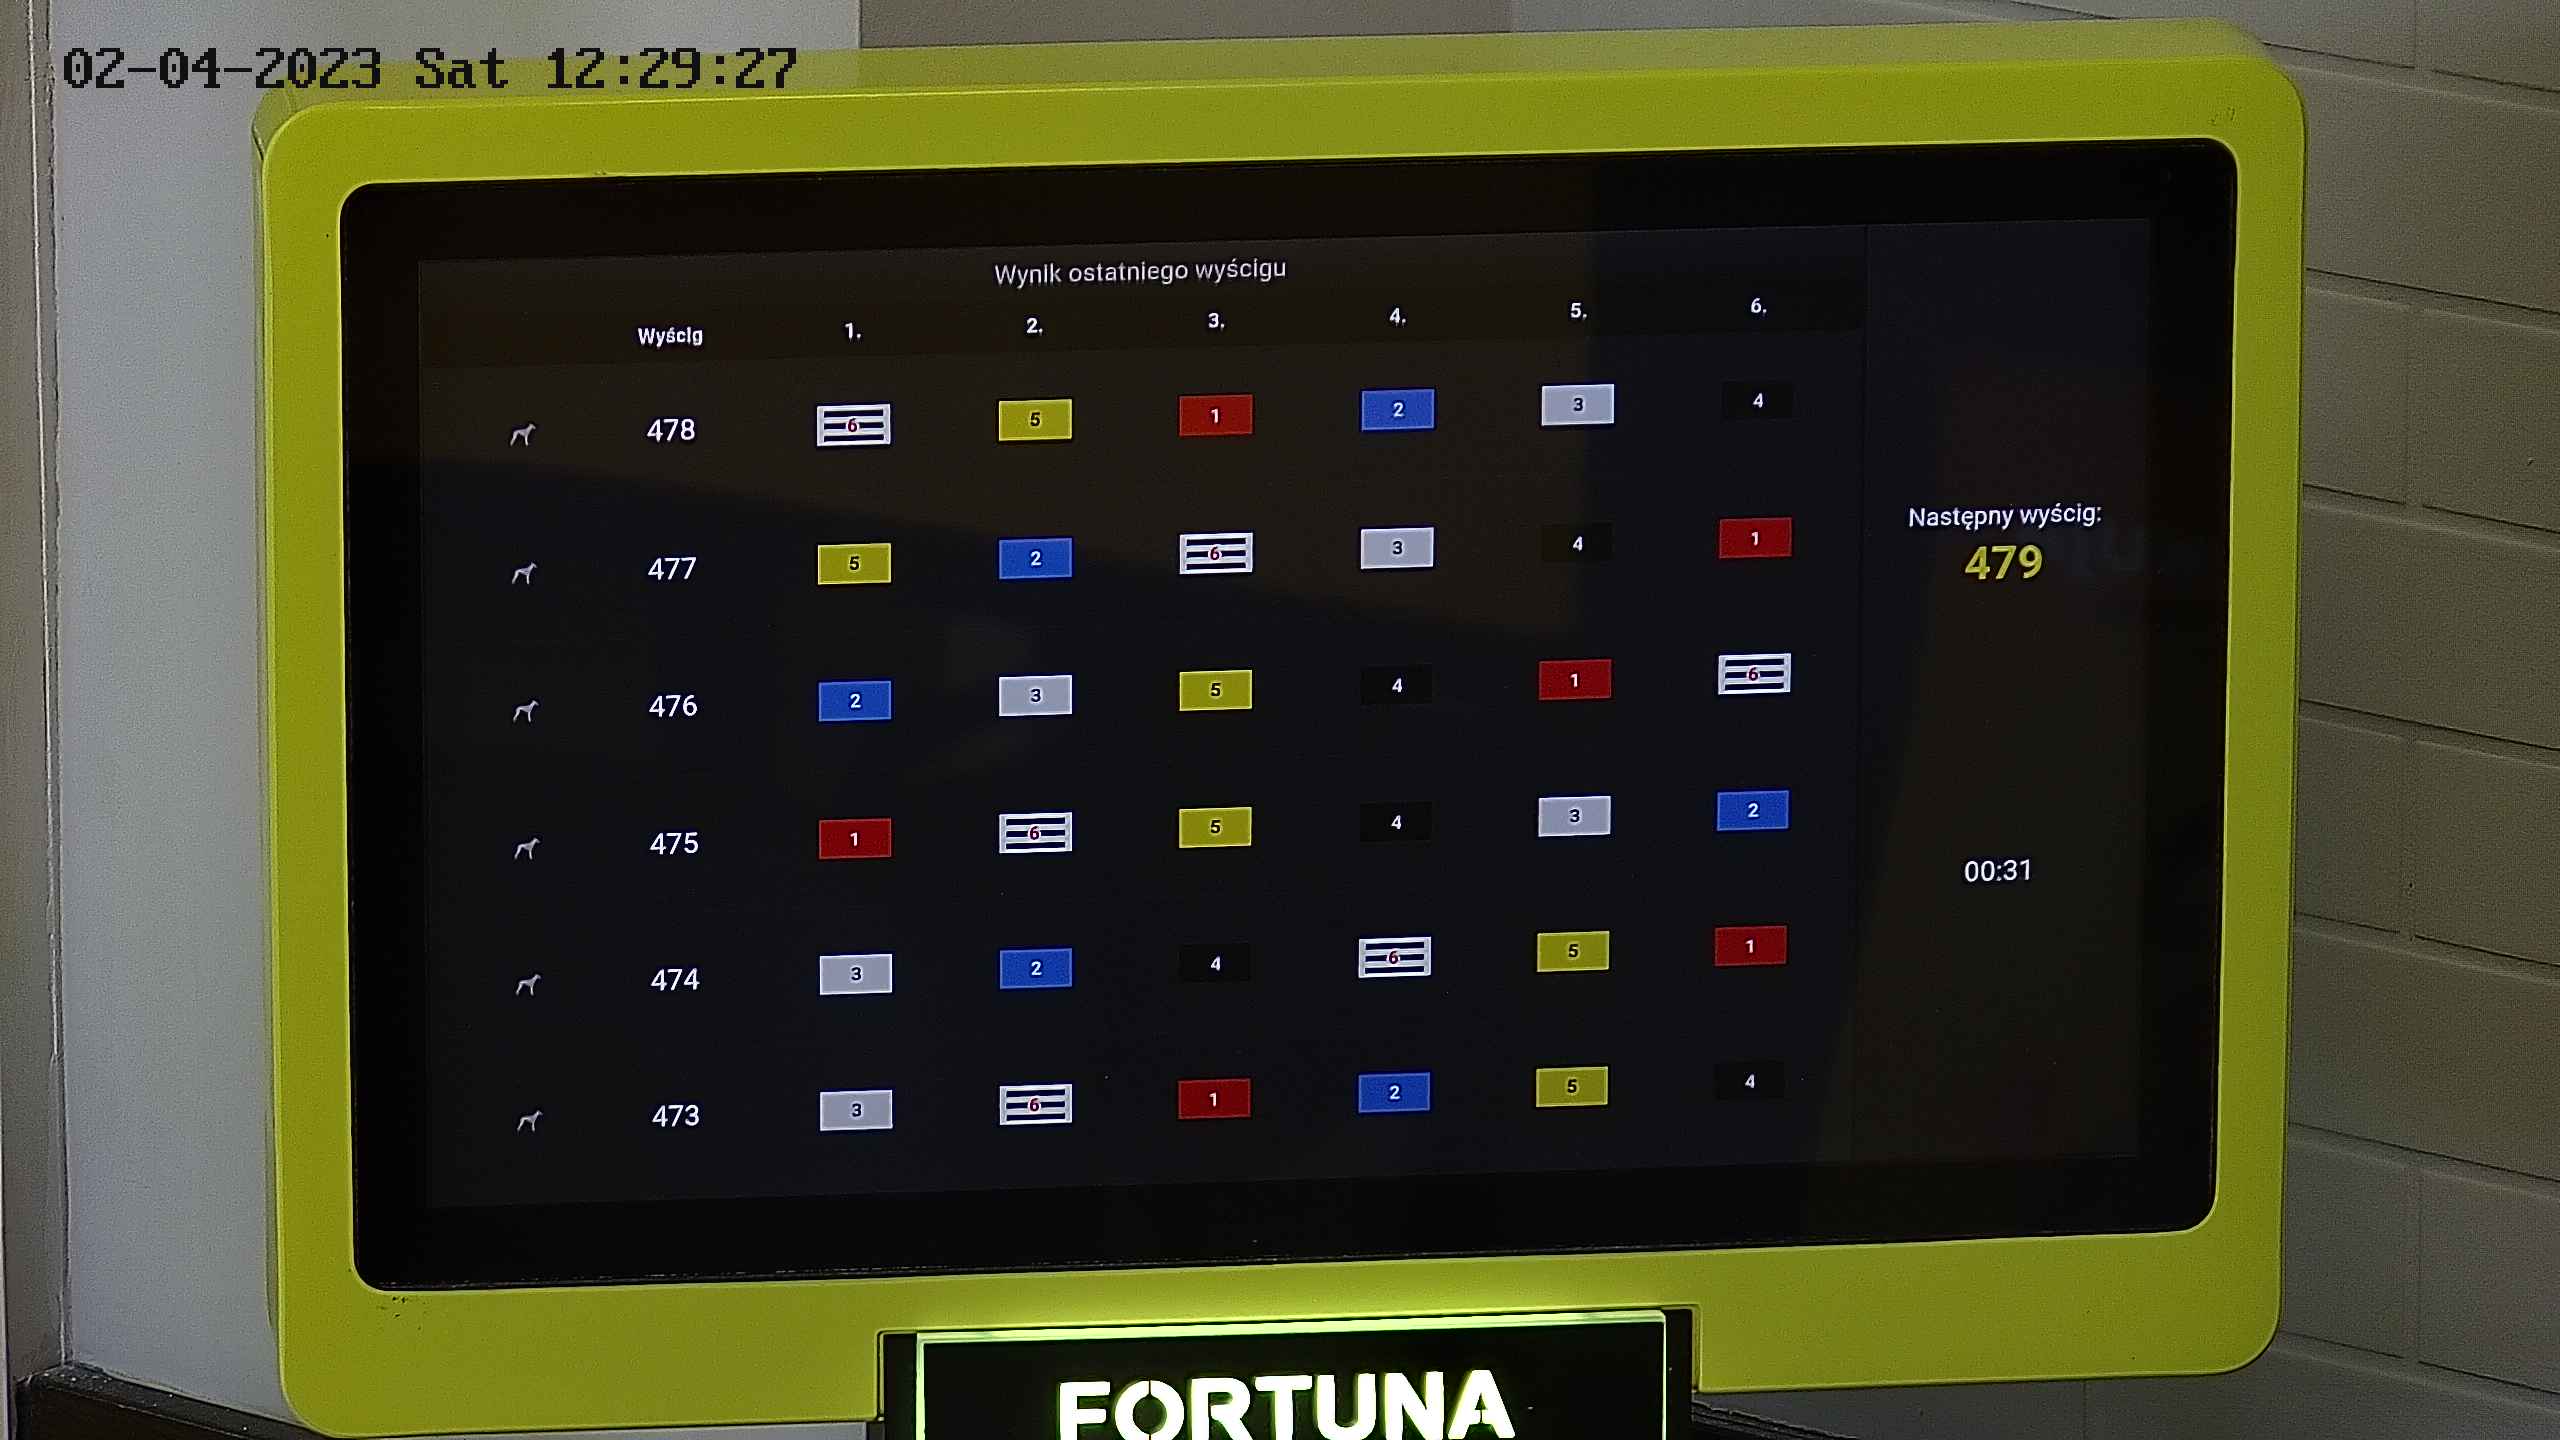 02-04-2023 Sat 12:29:27
Wynik ostatniego wyścigu
Wyścig 1. 2. 3. 4. 5. 6.
478 6 5 1 2 3 4
477 5 2 6 3 4 1
Następny wyścig:
479
476 2 3 5 4 1 6
475 1 6 5 4 3 2
00:31
474 3 2 4 6 5 1
473 3 6 1 2 5 4
FORTUNA